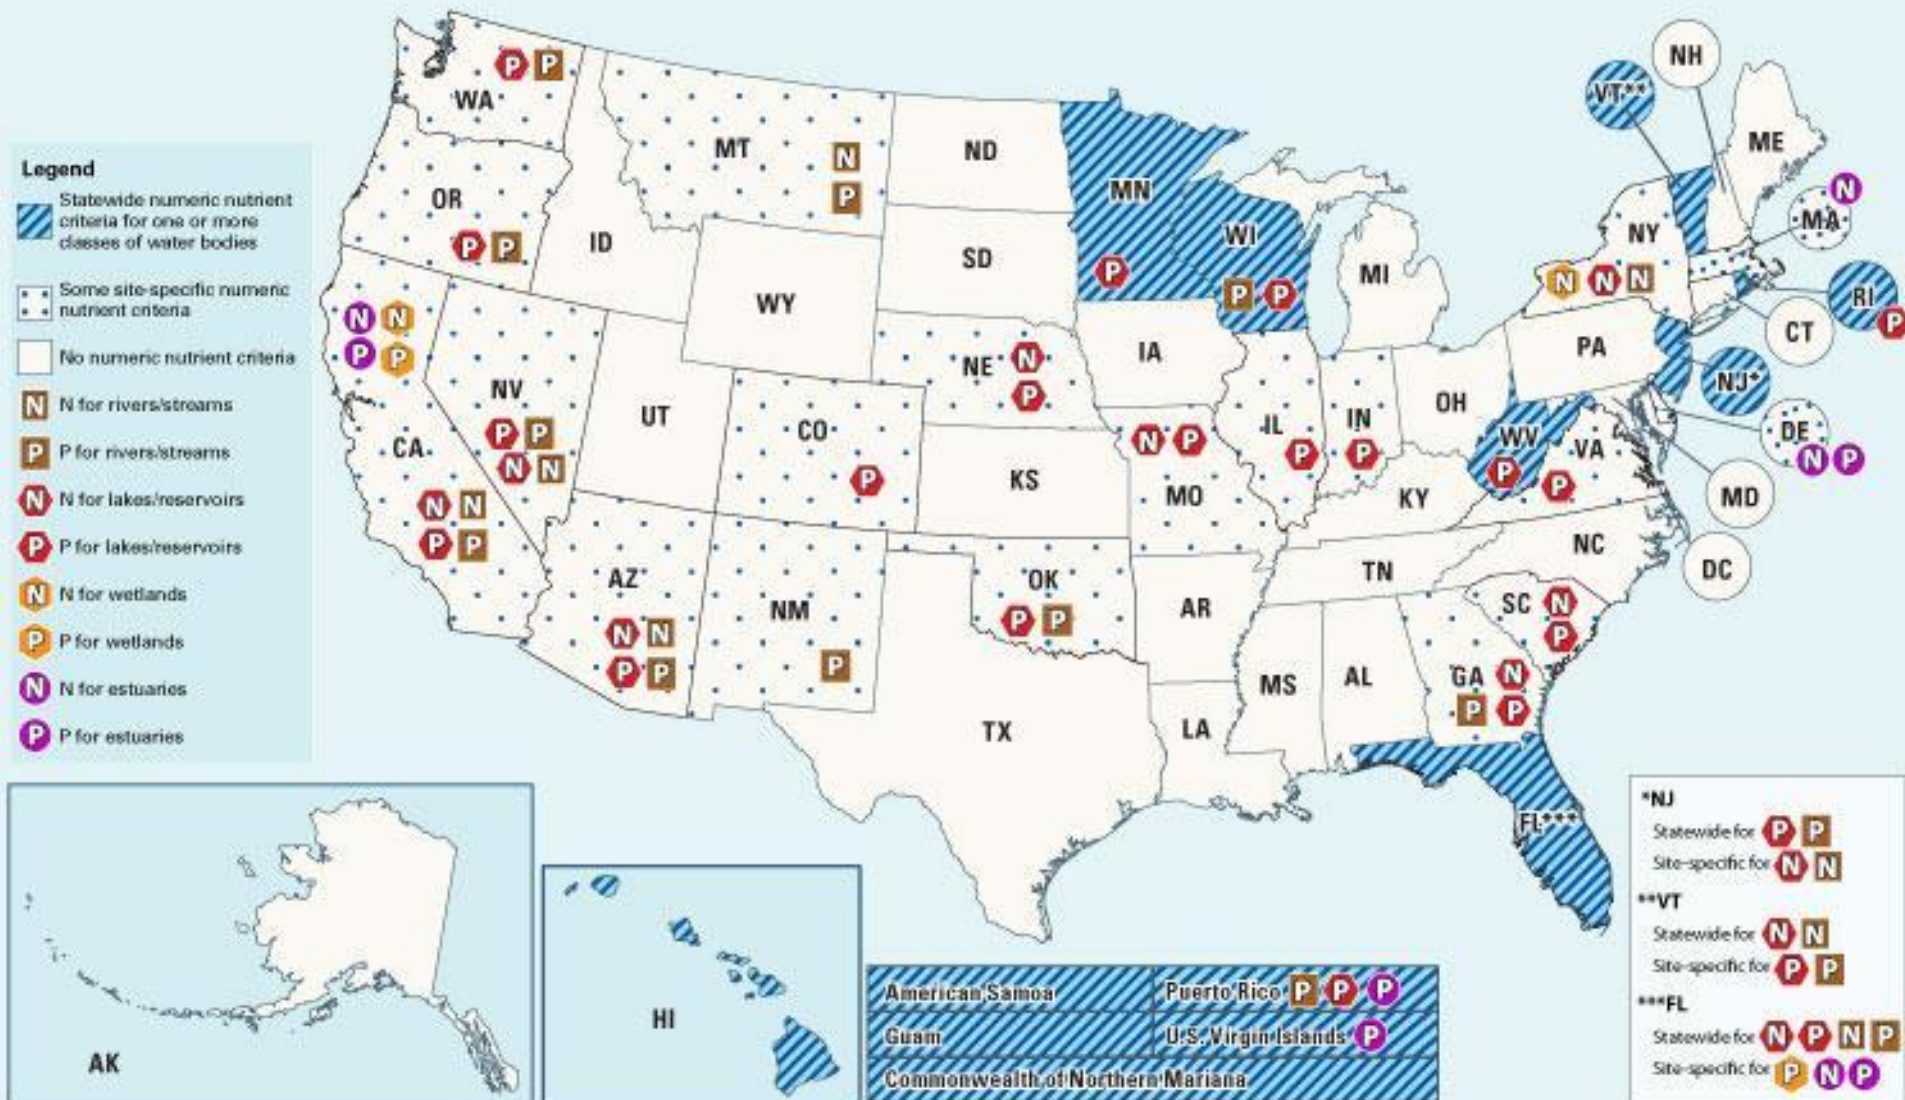 Legend
Statewide numeric nutrient
criteria for one or more
classes of water bodies
Some site-specific numeric
nutrient criteria
No numeric nutrient criteria
N N for rivers/streams
P P for rivers/streams
N N for lakes/reservoirs
P P for lakes/reservoirs
N N for wetlands
P P for wetlands
N N for estuaries
P P for estuaries
WA
P P
OR
P P
N N
P P
CA
N N
P P
NV
P P
N N
ID
MT
N
P
WY
UT
AZ
N N
P P
CO
P
NM
P
ND
SD
NE
N
P
KS
OK
P P
TX
MN
P
IA
MO
N P
AR
LA
WI
P P
IL
P
MI
IN
P
OH
KY
TN
MS
AL
GA
N
P P
FL***
SC
N
P
NC
VA
P
WV
P
PA
NY
N N N
VT**
NH
ME
MA
N
RI
P
CT
NJ*
DE
N P
MD
DC
AK
HI
American Samoa
Puerto Rico P P P
Guam
U.S. Virgin Islands P
Commonwealth of Northern Mariana
*NJ
Statewide for P P
Site-specific for N N
**VT
Statewide for N N
Site-specific for P P
***FL
Statewide for N P N P
Site-specific for P N P